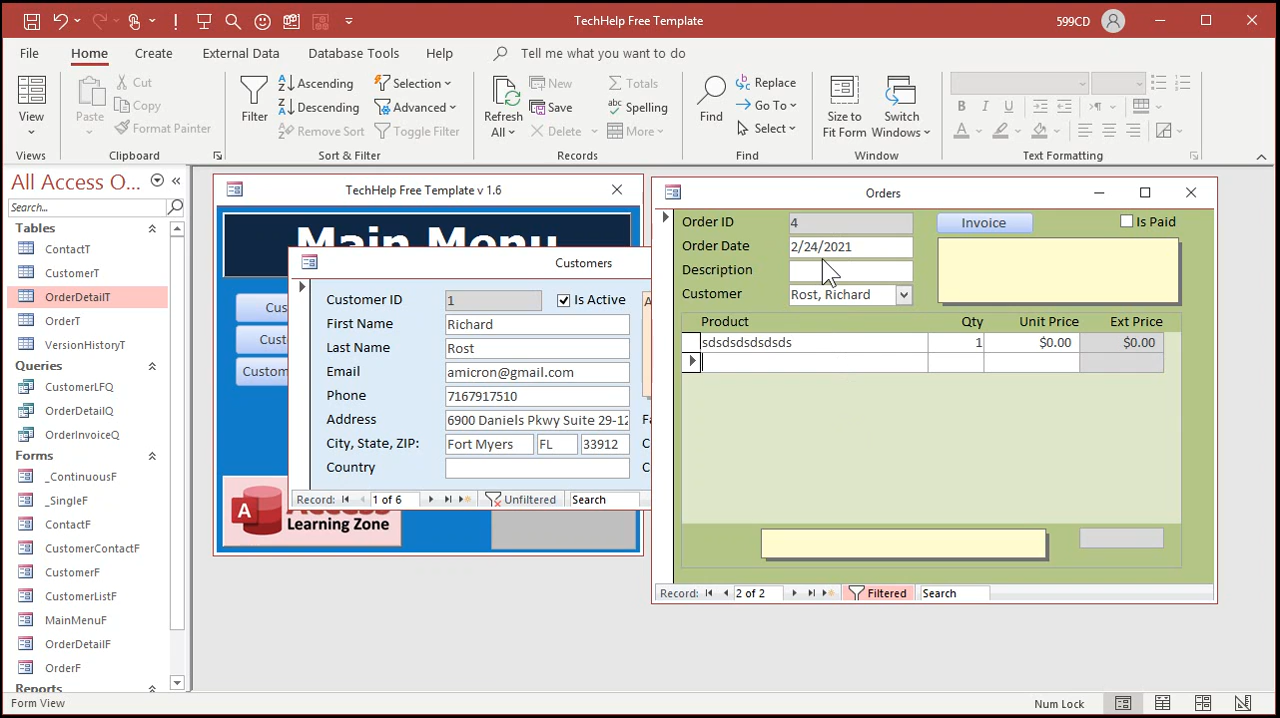 TechHelp Free Template
599CD
File
Home
Create
External Data
Database Tools
Help
Tell me what you want to do
View
Views
Paste
Cut
Copy
Format Painter
Clipboard
Filter
Ascending
Descending
Remove Sort
Selection
Advanced
Toggle Filter
Sort & Filter
Refresh All
New
Save
Delete
Totals
Spelling
More
Records
Find
Replace
Go To
Select
Find
Size to Fit Form
Switch Windows
Window
B I U
A
Text Formatting
All Access O...
Search...
Tables
ContactT
CustomerT
OrderDetailT
OrderT
VersionHistoryT
Queries
CustomerLFQ
OrderDetailQ
OrderInvoiceQ
Forms
_ContinuousF
_SingleF
ContactF
CustomerContactF
CustomerF
CustomerListF
MainMenuF
OrderDetailF
OrderF
Reports
TechHelp Free Template v 1.6
Main Menu
Cus
Cust
Custom
A
Learning Zone
Customers
Customer ID 1 Is Active
First Name Richard
Last Name Rost
Email amicron@gmail.com
Phone 7167917510
Address 6900 Daniels Pkwy Suite 29-12
City, State, ZIP: Fort Myers FL 33912
Country
Record: 1 of 6 Unfiltered Search
Orders
Order ID 4 Invoice Is Paid
Order Date 2/24/2021
Description
Customer Rost, Richard
Product Qty Unit Price Ext Price
sdsdsdsdsdsds 1 $0.00 $0.00
Record: 2 of 2 Filtered Search
Form View
Num Lock